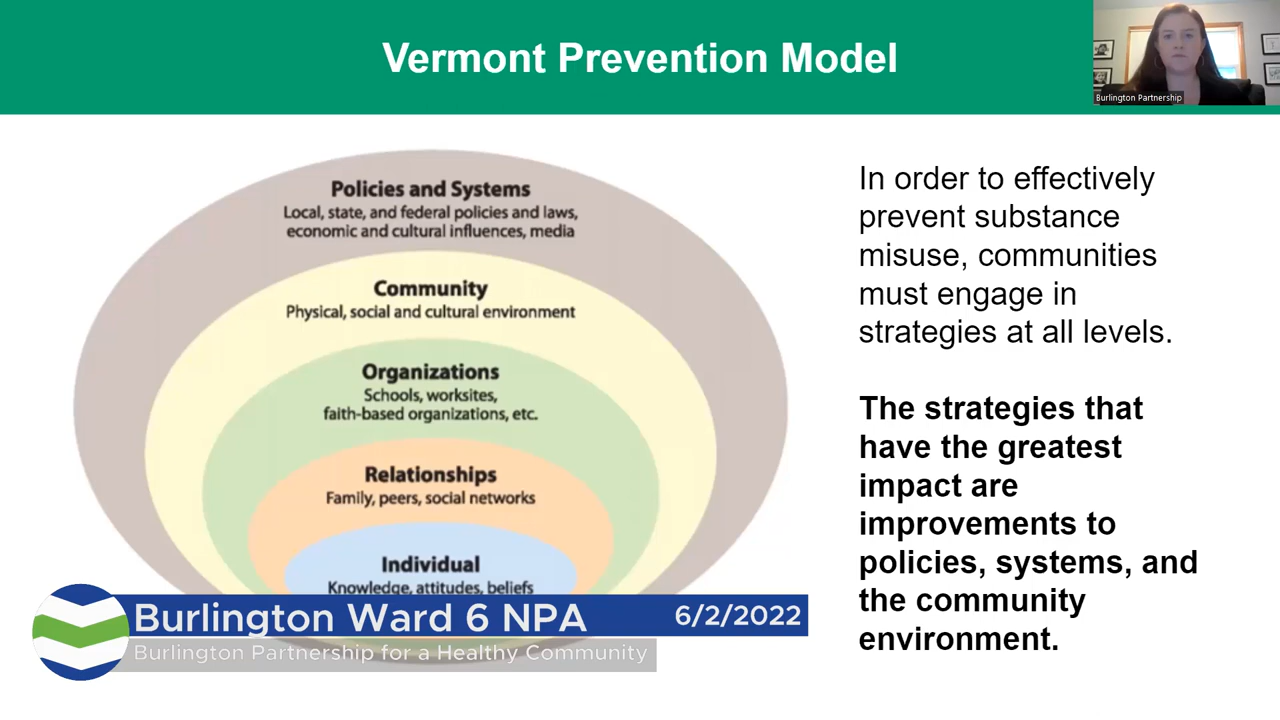 Vermont Prevention Model
Burlington Partnership
Policies and Systems
Local, state, and federal policies and laws,
economic and cultural influences, media
Community
Physical, social and cultural environment
Organizations
Schools, worksites,
faith-based organizations, etc.
Relationships
Family, peers, social networks
Individual
Knowledge, attitudes, beliefs
In order to effectively
prevent substance
misuse, communities
must engage in
strategies at all levels.
The strategies that
have the greatest
impact are
improvements to
policies, systems, and
the community
environment.
Burlington Ward 6 NPA
6/2/2022
Burlington Partnership for a Healthy Community